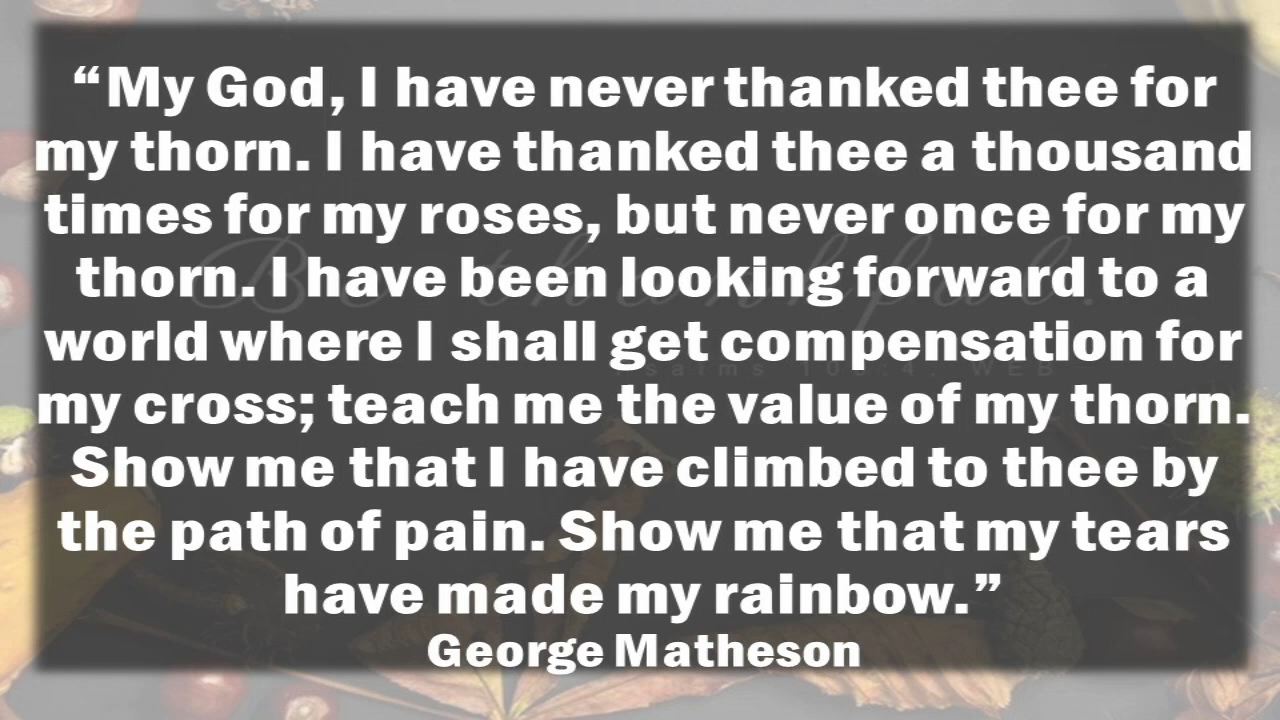 “My God, I have never thanked thee for
my thorn. I have thanked thee a thousand
times for my roses, but never once for my
thorn. I have been looking forward to a
world where I shall get compensation for
my cross; teach me the value of my thorn.
Show me that I have climbed to thee by
the path of pain. Show me that my tears
have made my rainbow.”
George Matheson